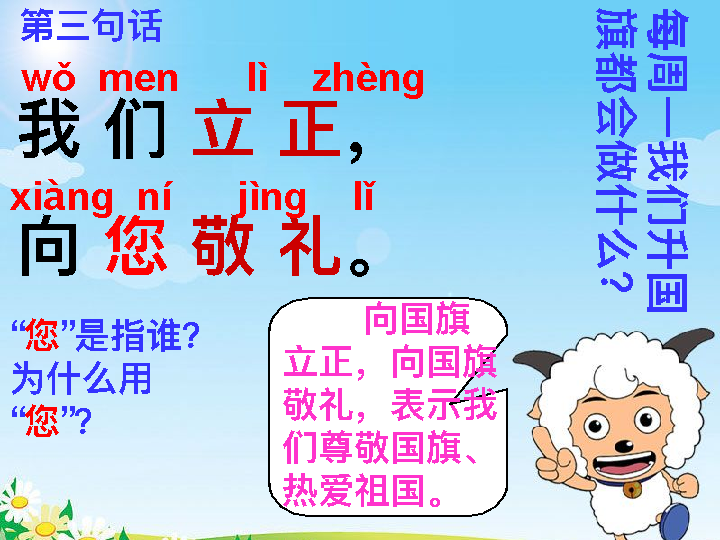 第三句话
wǒ men lì zhèng
我 们 立 正，
xiàng ní jìng lǐ
向 您 敬 礼。
“您”是指谁?
为什么用
“您”?
向国旗
立正，向国旗
敬礼，表示我
们尊敬国旗、
热爱祖国。
每周一我们升国
旗都会做什么?